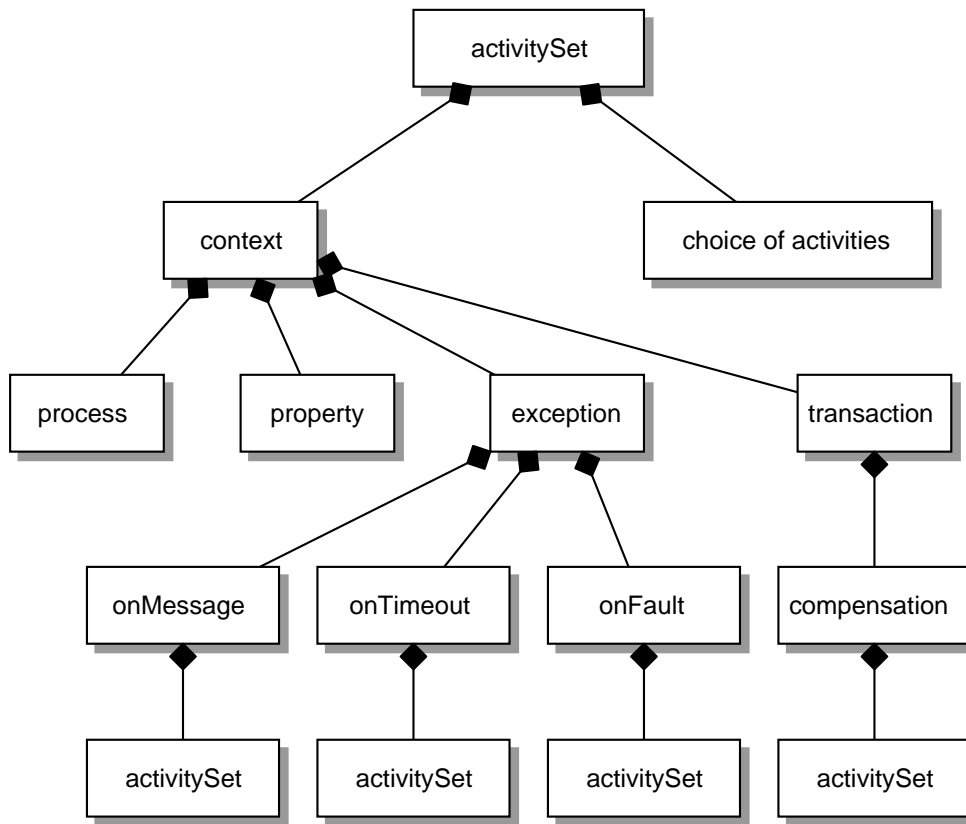 activitySet
context
choice of activities
process
property
exception
transaction
onMessage
onTimeout
onFault
compensation
activitySet
activitySet
activitySet
activitySet